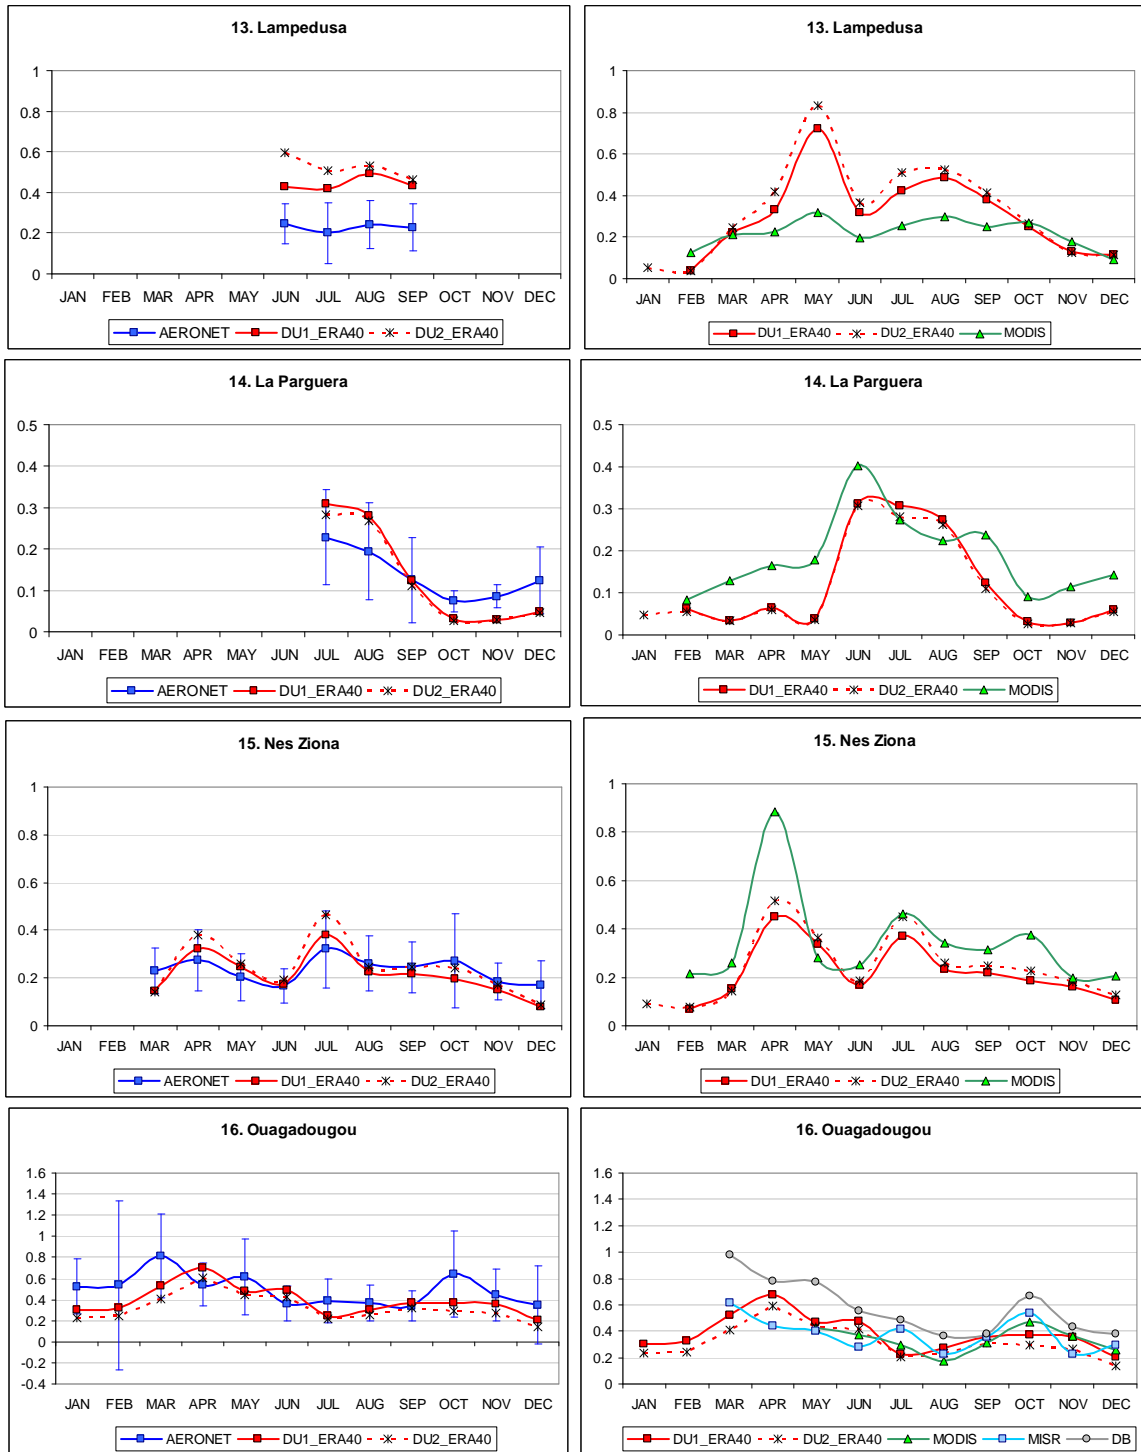 13. Lampedusa
1
0.8
0.6
0.4
0.2
0
JAN FEB MAR APR MAY JUN JUL AUG SEP OCT NOV DEC
AERONET DU1_ERA40 DU2_ERA40
13. Lampedusa
1
0.8
0.6
0.4
0.2
0
JAN FEB MAR APR MAY JUN JUL AUG SEP OCT NOV DEC
DU1_ERA40 DU2_ERA40 MODIS
14. La Parguera
0.5
0.4
0.3
0.2
0.1
0
JAN FEB MAR APR MAY JUN JUL AUG SEP OCT NOV DEC
AERONET DU1_ERA40 DU2_ERA40
14. La Parguera
0.5
0.4
0.3
0.2
0.1
0
JAN FEB MAR APR MAY JUN JUL AUG SEP OCT NOV DEC
DU1_ERA40 DU2_ERA40 MODIS
15. Nes Ziona
1
0.8
0.6
0.4
0.2
0
JAN FEB MAR APR MAY JUN JUL AUG SEP OCT NOV DEC
AERONET DU1_ERA40 DU2_ERA40
15. Nes Ziona
1
0.8
0.6
0.4
0.2
0
JAN FEB MAR APR MAY JUN JUL AUG SEP OCT NOV DEC
DU1_ERA40 DU2_ERA40 MODIS
16. Ouagadougou
1.6
1.4
1.2
1
0.8
0.6
0.4
0.2
0
-0.2
-0.4
JAN FEB MAR APR MAY JUN JUL AUG SEP OCT NOV DEC
AERONET DU1_ERA40 DU2_ERA40
16. Ouagadougou
1.6
1.4
1.2
1
0.8
0.6
0.4
0.2
0
JAN FEB MAR APR MAY JUN JUL AUG SEP OCT NOV DEC
DU1_ERA40 DU2_ERA40 MODIS MISR DB